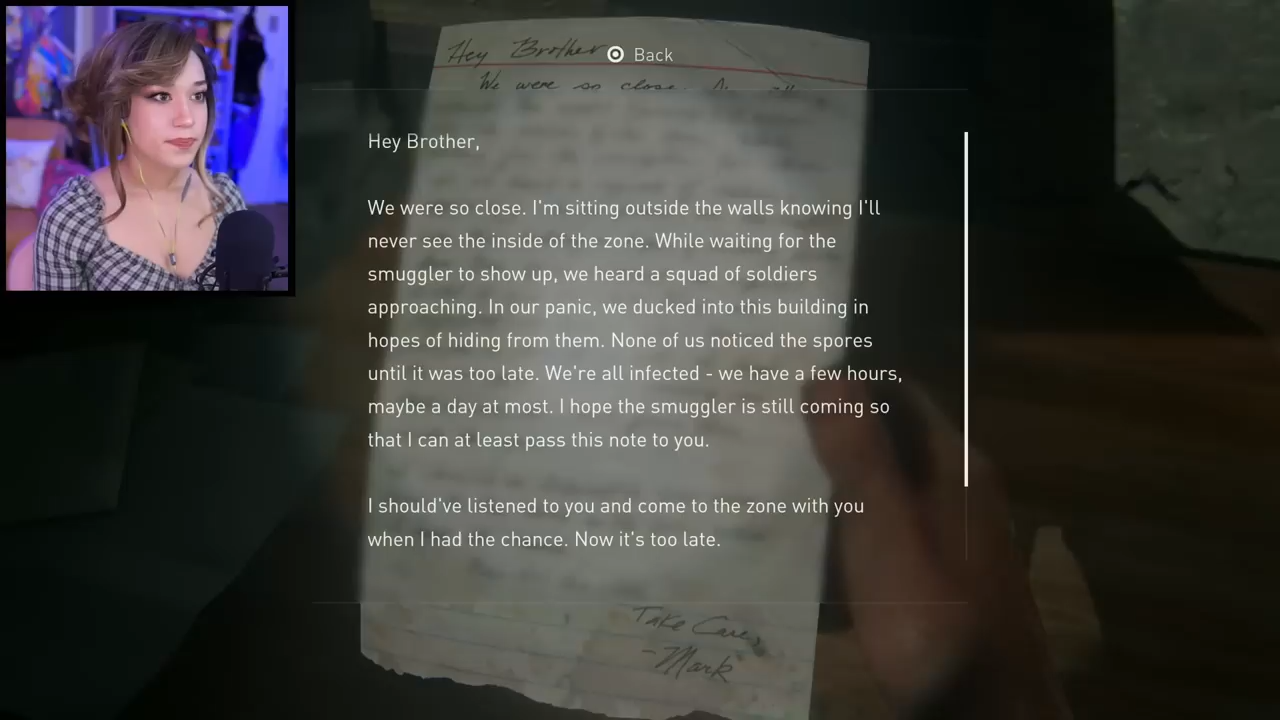 Hey Brother
Back
We were so close.
Hey Brother,
We were so close. I'm sitting outside the walls knowing I'll
never see the inside of the zone. While waiting for the
smuggler to show up, we heard a squad of soldiers
approaching. In our panic, we ducked into this building in
hopes of hiding from them. None of us noticed the spores
until it was too late. We're all infected - we have a few hours,
maybe a day at most. I hope the smuggler is still coming so
that I can at least pass this note to you.
I should've listened to you and come to the zone with you
when I had the chance. Now it's too late.
Take Care,
-Mark